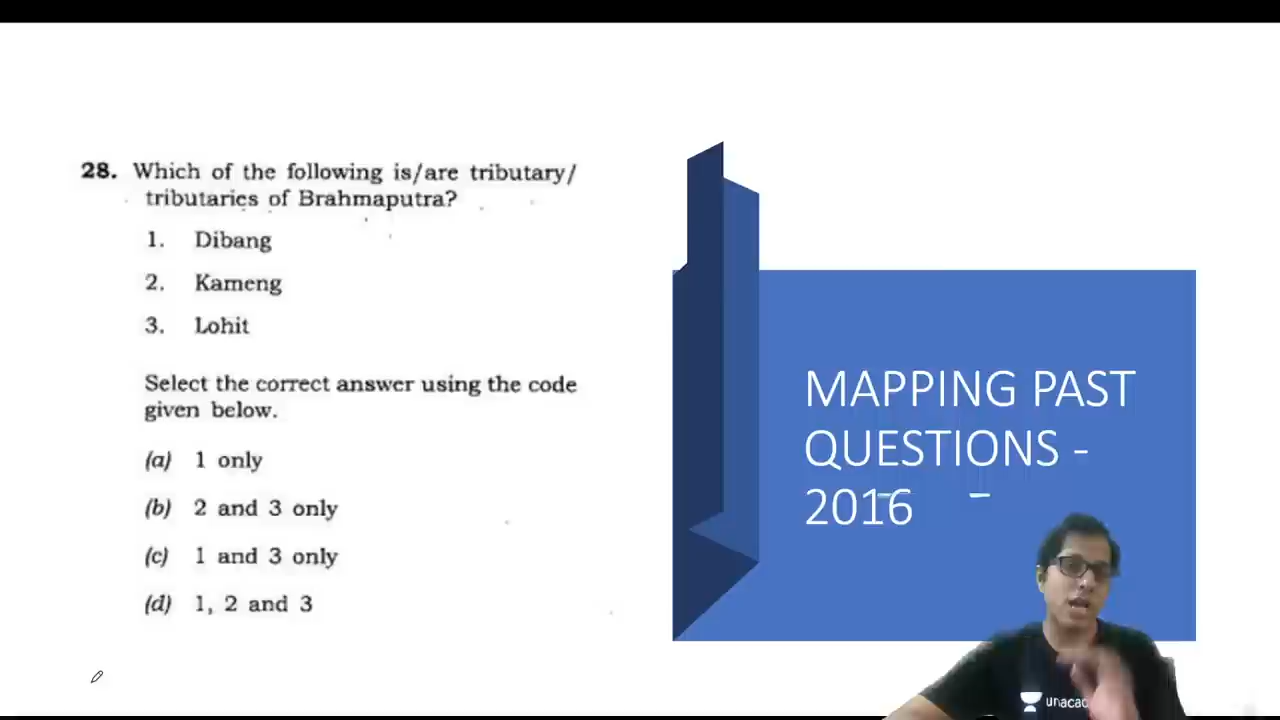 28. Which of the following is/are tributary/
tributaries of Brahmaputra?
1. Dibang
2. Kameng
3. Lohit
Select the correct answer using the code
given below.
(a) 1 only
(b) 2 and 3 only
(c) 1 and 3 only
(d) 1, 2 and 3
MAPPING PAST
QUESTIONS -
2016